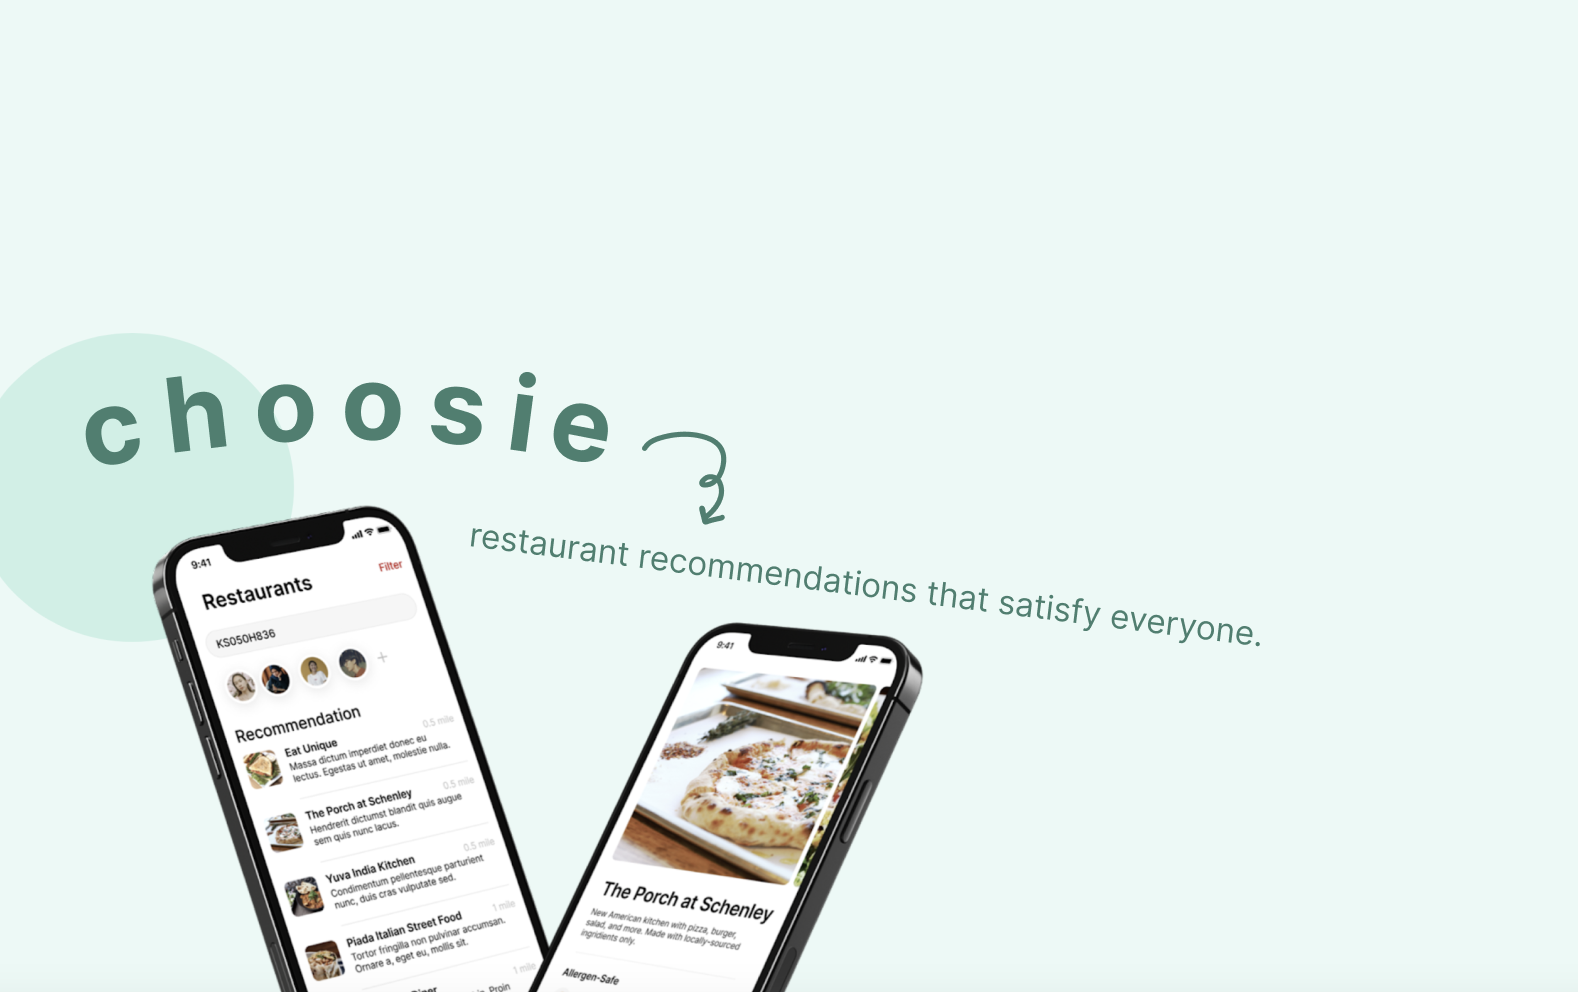 choosie
restaurant recommendations that satisfy everyone.
9:41
Filter
Restaurants
KS050H836
Recommendation
0.5 mile
Eat Unique
Massa dictum imperdiet donec eu
lectus. Egestas ut amet, molestie nulla.
0.5 mile
The Porch at Schenley
Hendrerit dictumst blandit quis augue
sem quis nunc lacus.
0.5 mile
Yuva India Kitchen
Condimentum pellentesque parturient
nunc, duis cras vulputate sed.
1 mile
Piada Italian Street Food
Tortor fringilla non pulvinar accumsan.
Ornare a, eget eu, mollis sit.
1 mile
Proin
9:41
The Porch at Schenley
New American kitchen with pizza, burger,
salad, and more. Made with locally-sourced
ingridients only.
Allergen-Safe